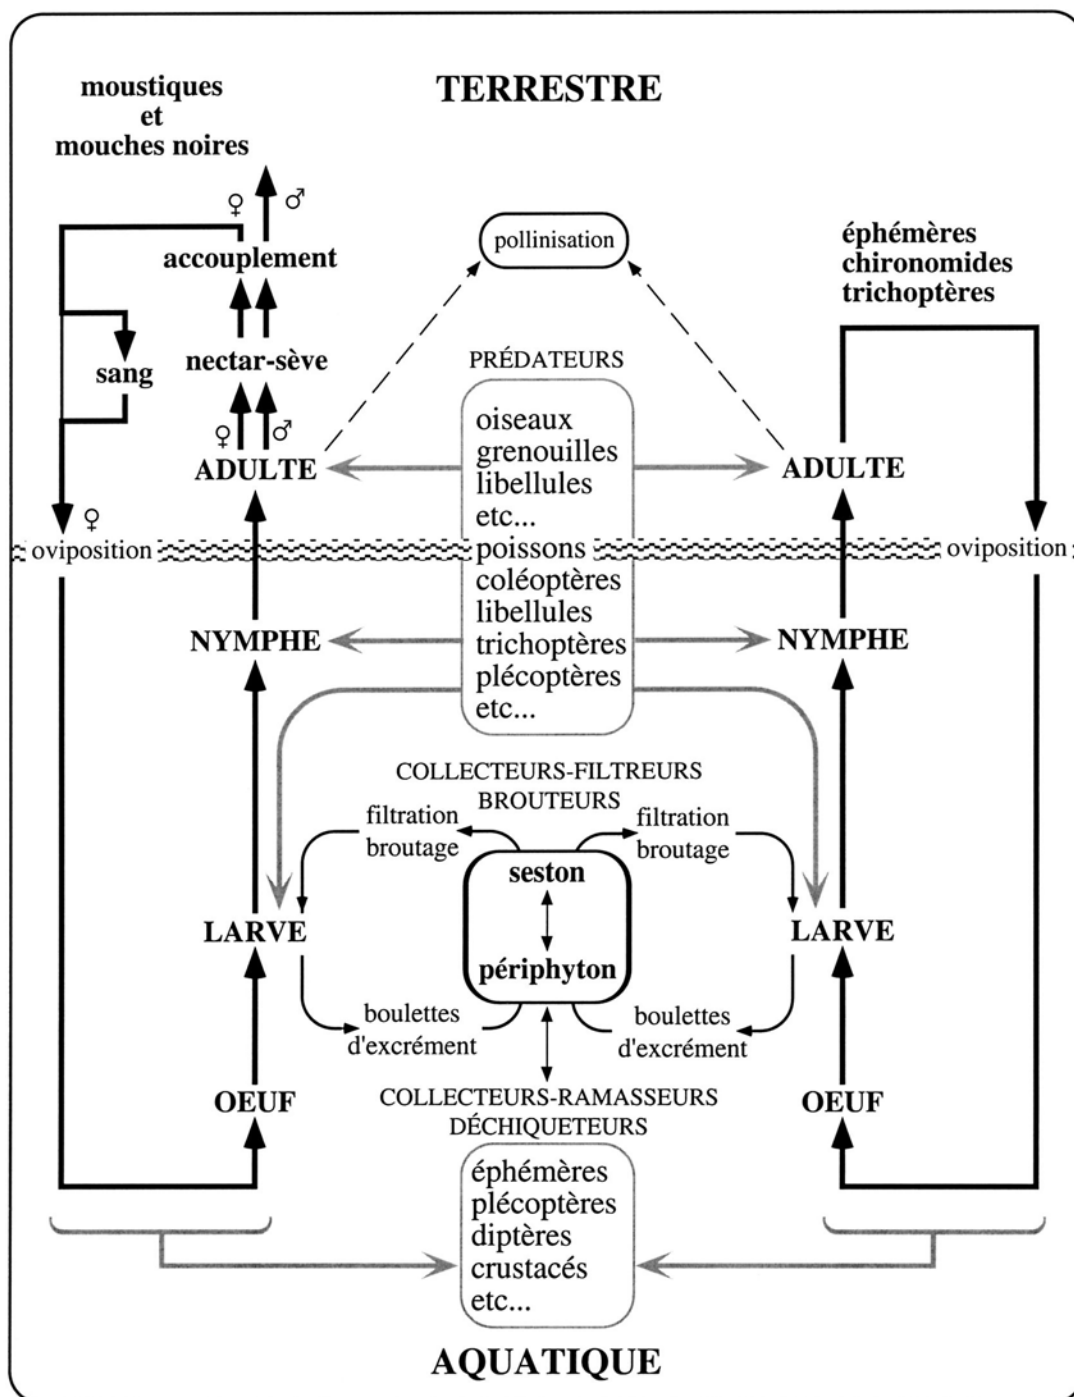 TERRESTRE
moustiques
et
mouches noires
♀ ♂
accouplement
sang
nectar-sève
♀ ♂
ADULTE
♀
oviposition
NYMPHE
LARVE
OEUF
pollinisation
PRÉDATEURS
oiseaux
grenouilles
libellules
etc...
poissons
coléoptères
libellules
trichoptères
plécoptères
etc...
COLLECTEURS-FILTREURS
BROUTEURS
filtration
broutage
filtration
broutage
seston
périphyton
boulettes
d'excrément
boulettes
d'excrément
COLLECTEURS-RAMASSEURS
DÉCHIQUETEURS
éphémères
plécoptères
diptères
crustacés
etc...
éphémères
chironomides
trichoptères
ADULTE
oviposition
NYMPHE
LARVE
OEUF
AQUATIQUE